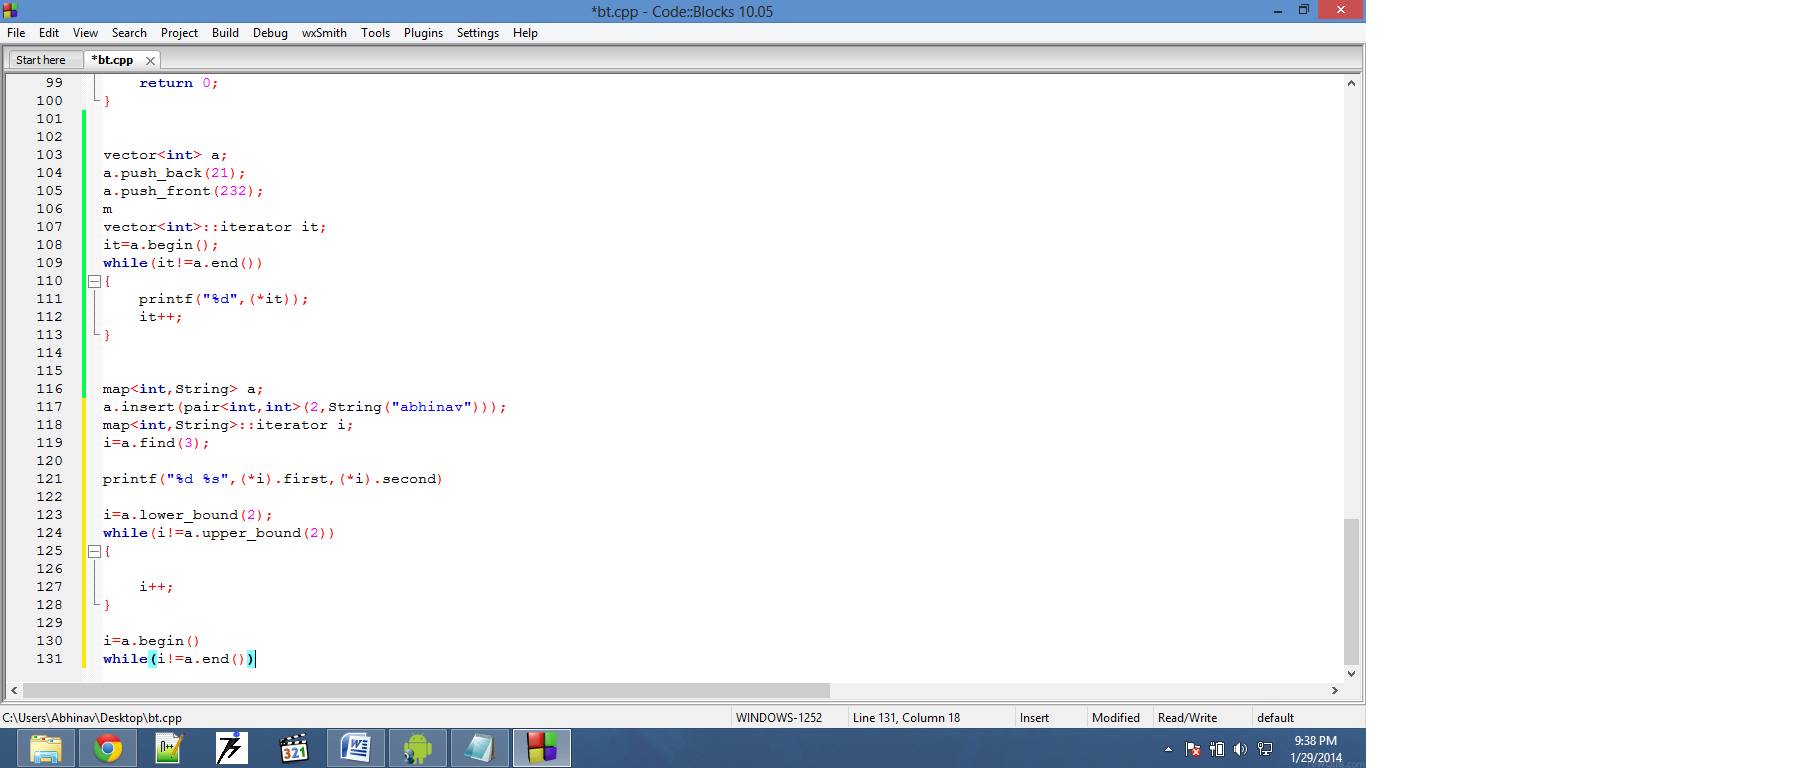 *bt.cpp - Code::Blocks 10.05
File Edit View Search Project Build Debug wxSmith Tools Plugins Settings Help
Start here *bt.cpp
99 return 0;
100 }
101
102
103 vector<int> a;
104 a.push_back(21);
105 a.push_front(232);
106 m
107 vector<int>::iterator it;
108 it=a.begin();
109 while(it!=a.end())
110 {
111 printf("%d",(*it));
112 it++;
113 }
114
115
116 map<int,String> a;
117 a.insert(pair<int,int>(2,String("abhinav")));
118 map<int,String>::iterator i;
119 i=a.find(3);
120
121 printf("%d %s",(*i).first,(*i).second)
122
123 i=a.lower_bound(2);
124 while(i!=a.upper_bound(2))
125 {
126
127 i++;
128 }
129
130 i=a.begin()
131 while(i!=a.end())
C:\Users\Abhinav\Desktop\bt.cpp WINDOWS-1252 Line 131, Column 18 Insert Modified Read/Write default
321
9:38 PM
1/29/2014